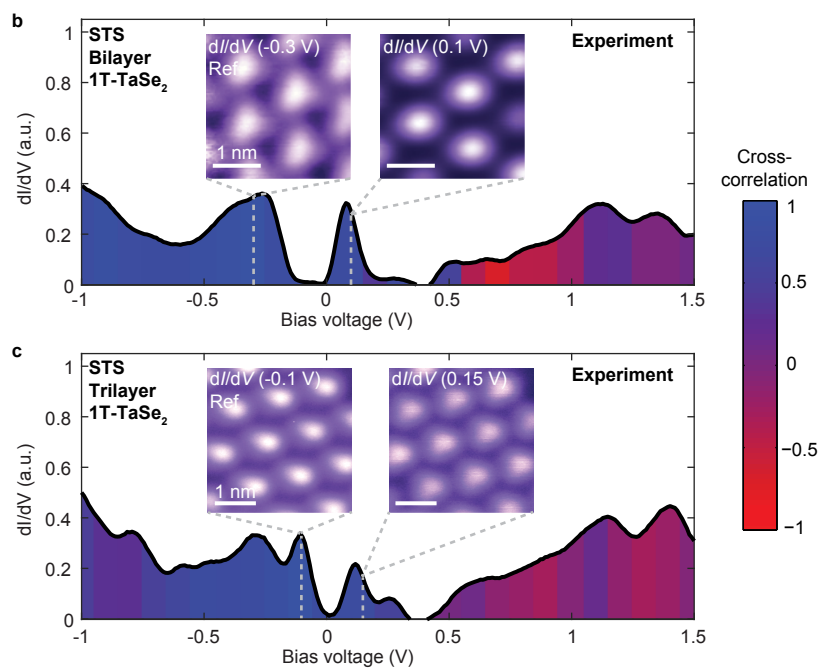 b
STS
Bilayer
1T-TaSe₂
Experiment
dI/dV (-0.3 V)
Ref
1 nm
dI/dV (0.1 V)
dI/dV (a.u.)
1
0.8
0.6
0.4
0.2
0
-1
-0.5
0
0.5
1
1.5
Bias voltage (V)
c
STS
Trilayer
1T-TaSe₂
Experiment
dI/dV (-0.1 V)
Ref
1 nm
dI/dV (0.15 V)
dI/dV (a.u.)
1
0.8
0.6
0.4
0.2
0
-1
-0.5
0
0.5
1
1.5
Bias voltage (V)
Cross-
correlation
1
0.5
0
−0.5
−1